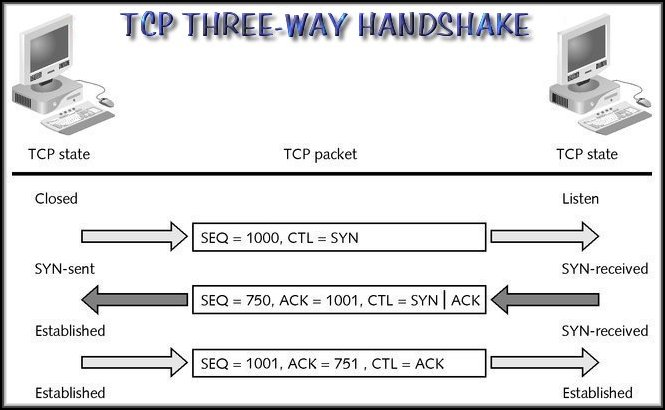 TCP THREE-WAY HANDSHAKE
TCP state TCP packet TCP state
Closed Listen
SEQ = 1000, CTL = SYN
SYN-sent SYN-received
SEQ = 750, ACK = 1001, CTL = SYN | ACK
Established SYN-received
SEQ = 1001, ACK = 751 , CTL = ACK
Established Established